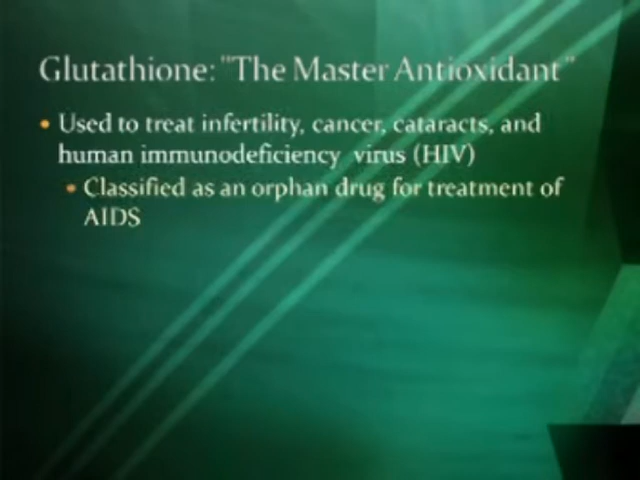 Glutathione: "The Master Antioxidant"
• Used to treat infertility, cancer, cataracts, and
human immunodeficiency virus (HIV)
• Classified as an orphan drug for treatment of
AIDS